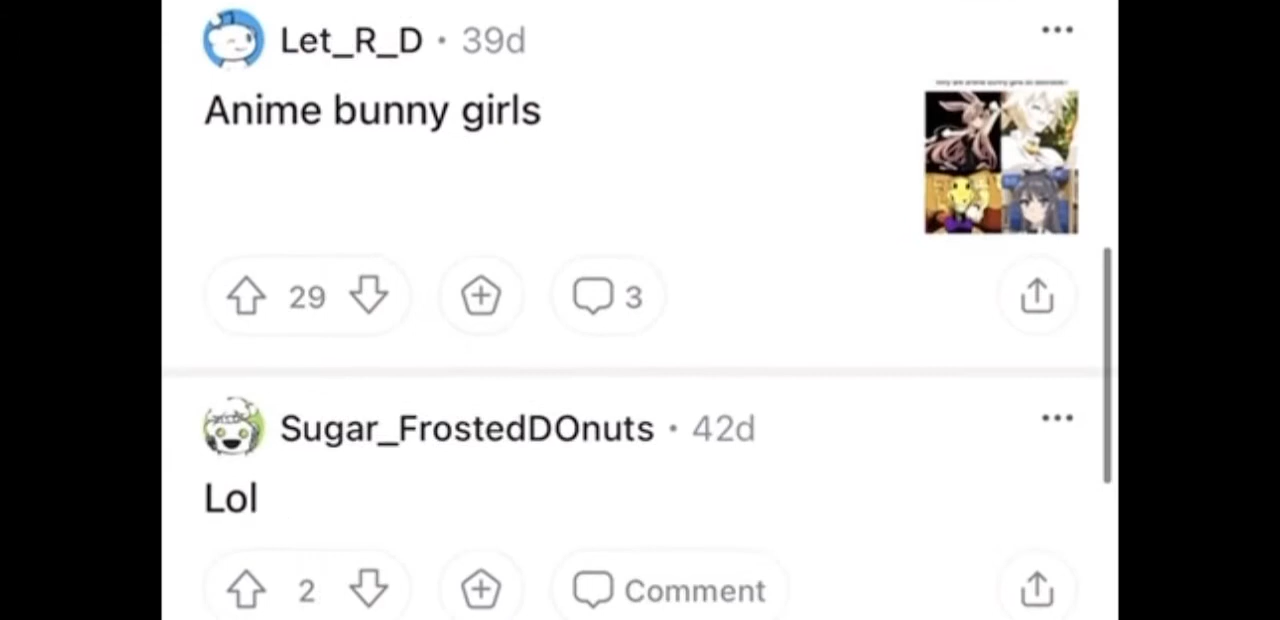 Let_R_D · 39d
Anime bunny girls
29
3
Sugar_FrostedDOnuts · 42d
Lol
2
Comment